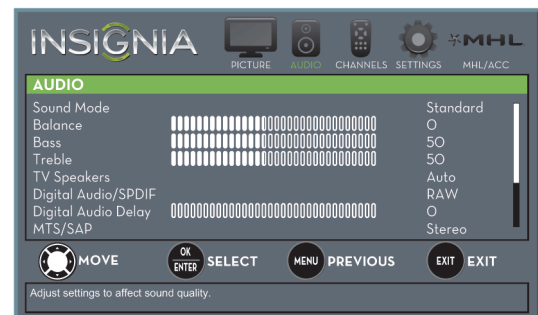 INSIGNIA
PICTURE AUDIO CHANNELS SETTINGS MHL MHL/ACC
AUDIO
Sound Mode Standard
Balance 0
Bass 50
Treble 50
TV Speakers Auto
Digital Audio/SPDIF RAW
Digital Audio Delay 0
MTS/SAP Stereo
MOVE OK ENTER SELECT MENU PREVIOUS EXIT EXIT
Adjust settings to affect sound quality.